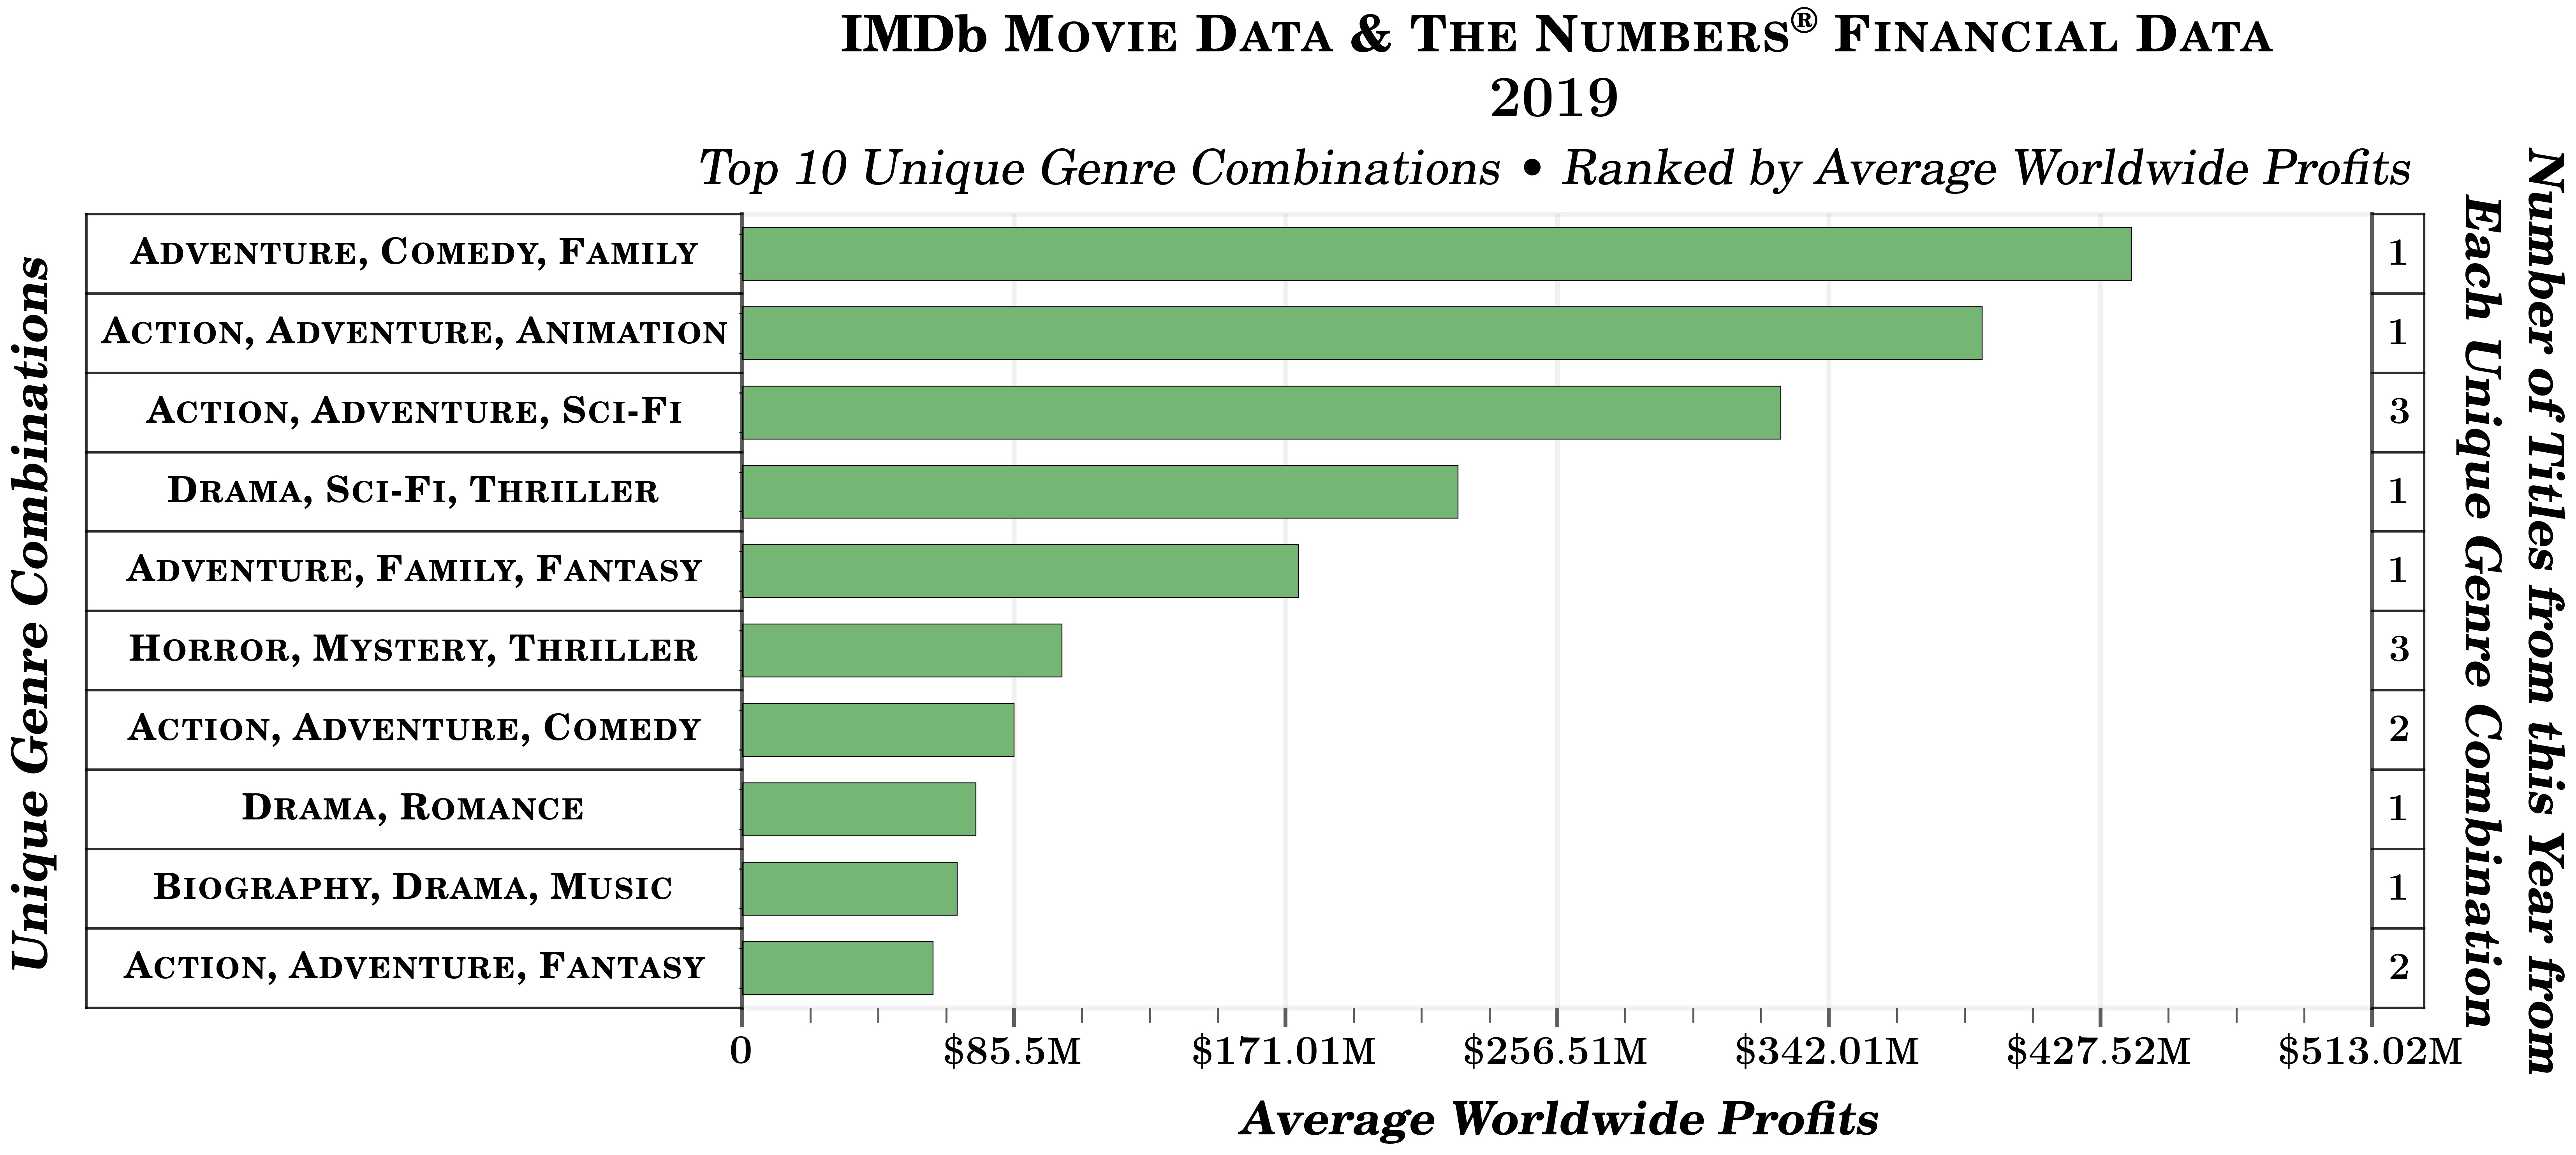 IMDb Movie Data & The Numbers® Financial Data
2019
Top 10 Unique Genre Combinations • Ranked by Average Worldwide Profits
Unique Genre Combinations
Adventure, Comedy, Family
1
Action, Adventure, Animation
1
Action, Adventure, Sci-Fi
3
Drama, Sci-Fi, Thriller
1
Adventure, Family, Fantasy
1
Horror, Mystery, Thriller
3
Action, Adventure, Comedy
2
Drama, Romance
1
Biography, Drama, Music
1
Action, Adventure, Fantasy
2
Number of Titles from this Year from
Each Unique Genre Combination
0 $85.5M $171.01M $256.51M $342.01M $427.52M $513.02M
Average Worldwide Profits